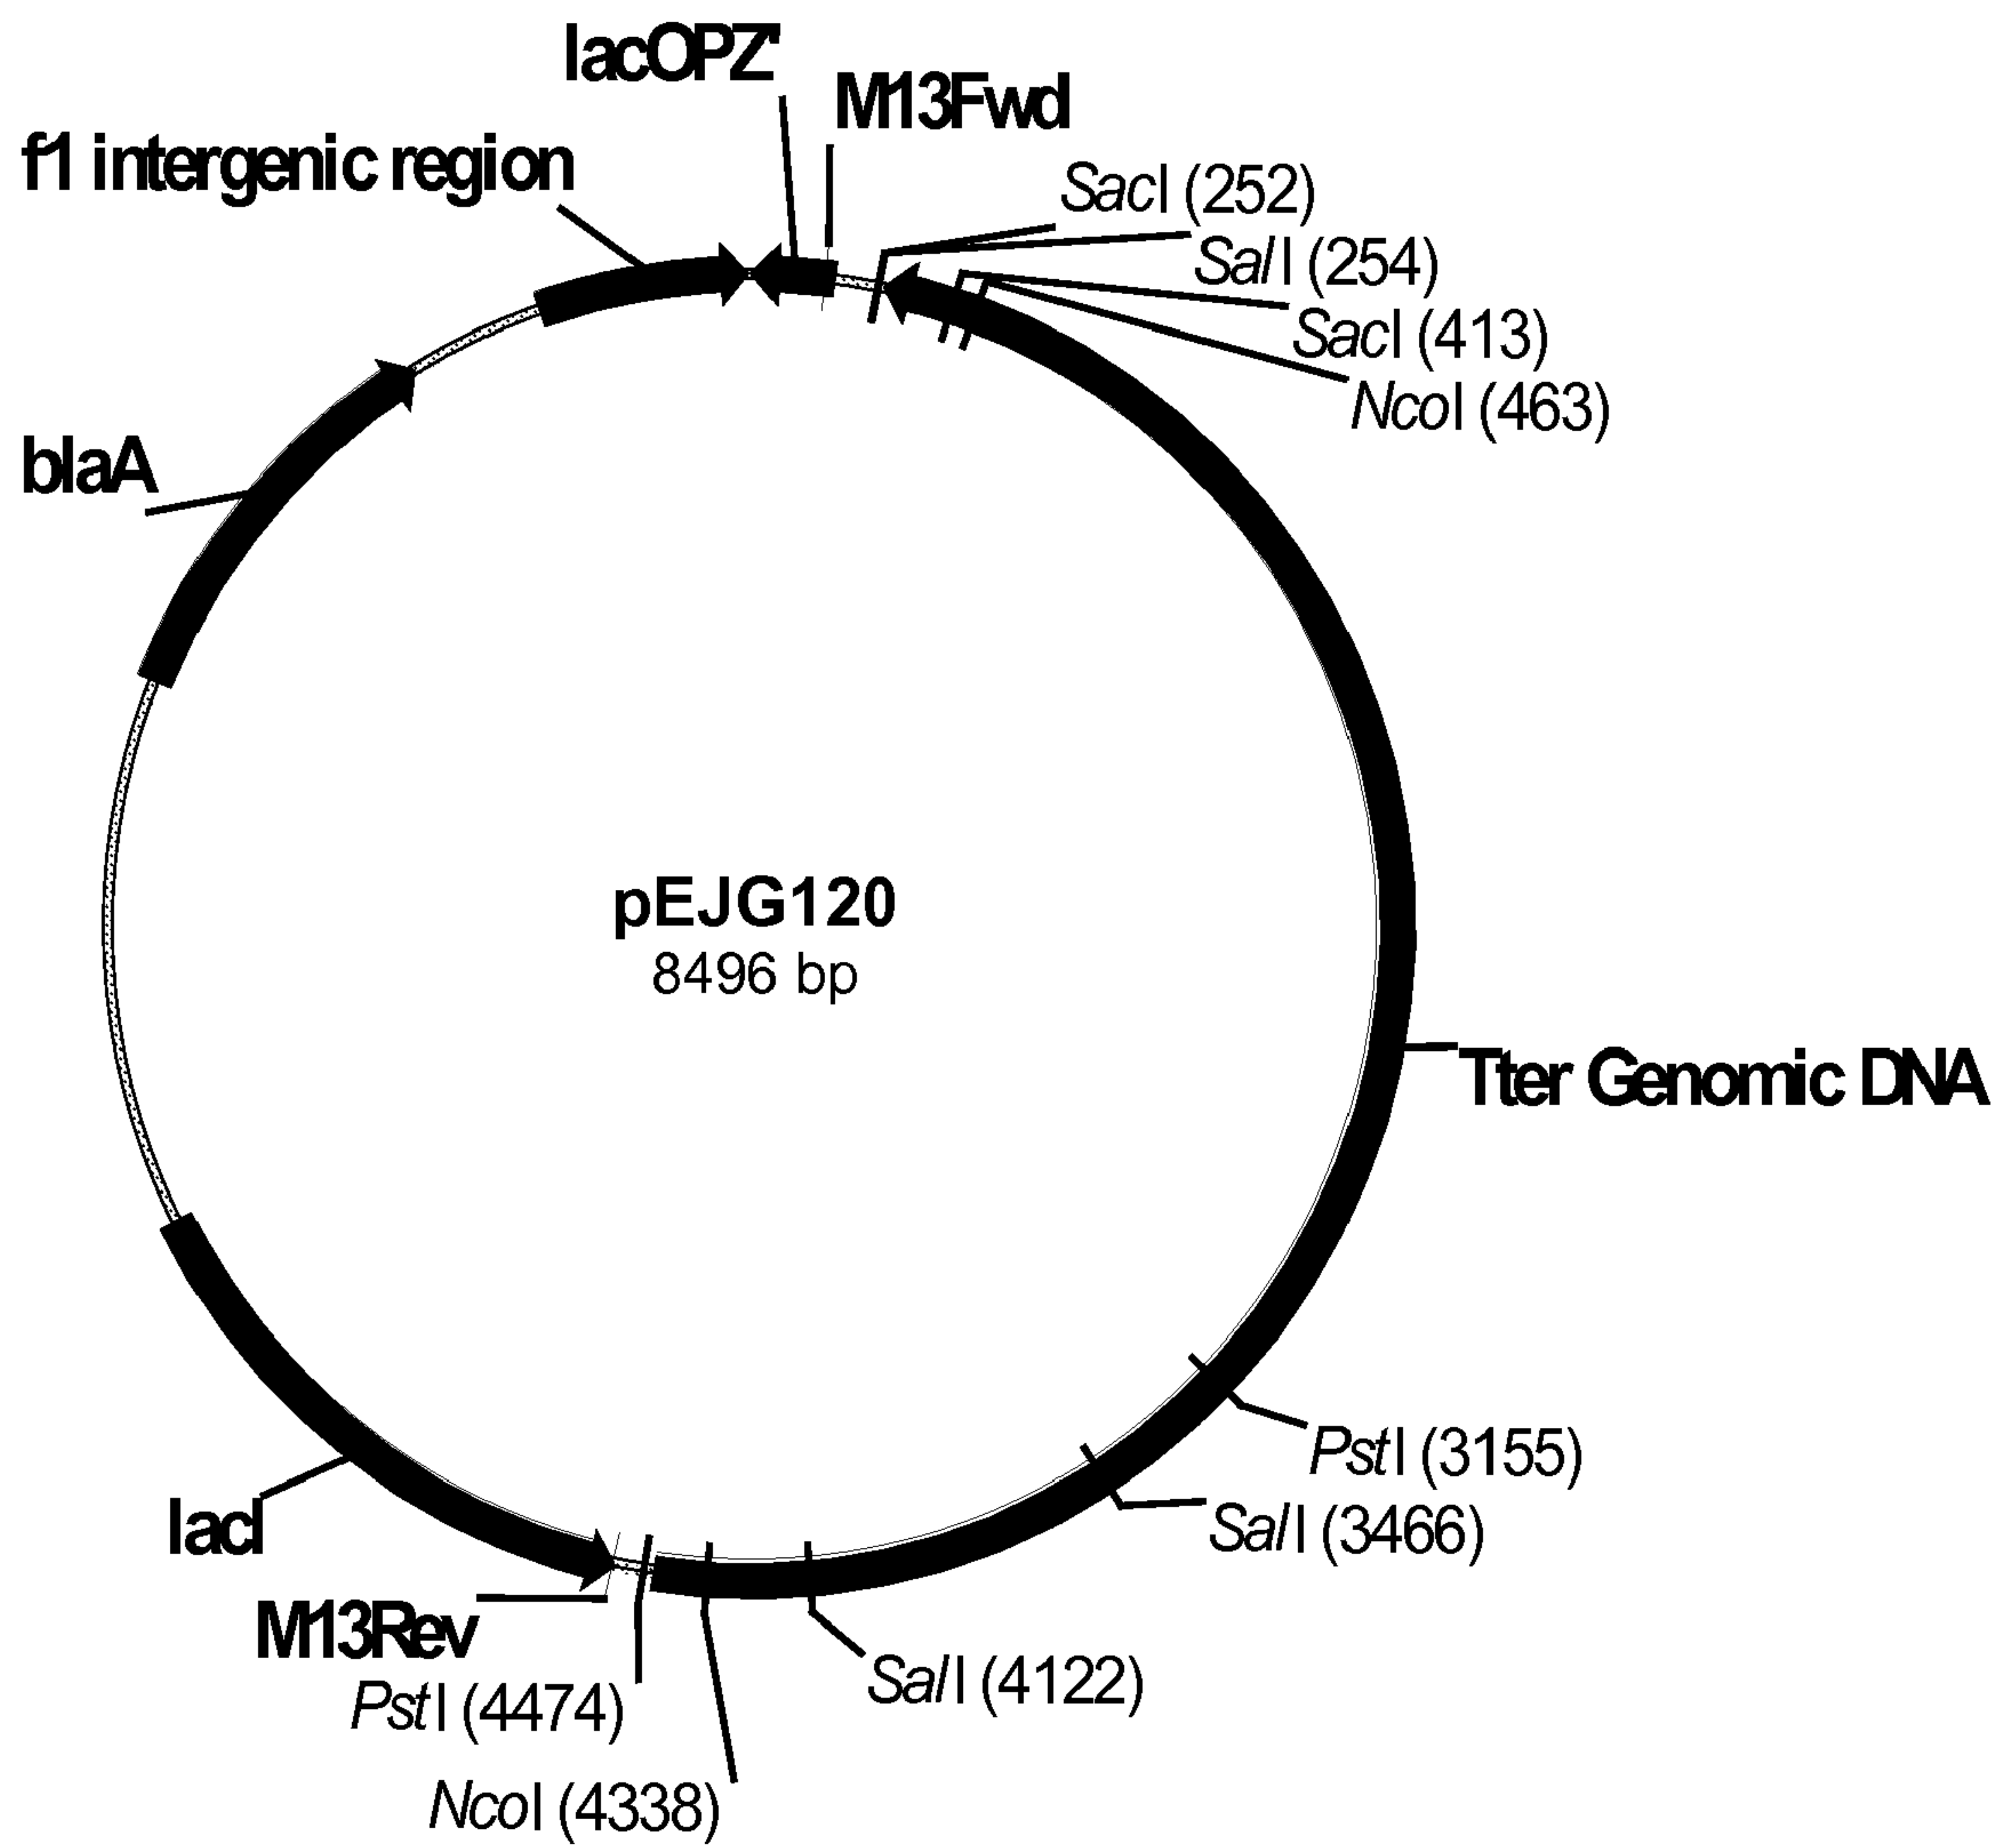 lacOPZ'
M13Fwd
f1 intergenic region
SacI (252)
SalI (254)
SacI (413)
NcoI (463)
blaA
pEJG120
8496 bp
Tter Genomic DNA
PstI (3155)
SalI (3466)
lacI
M13Rev
SalI (4122)
PstI (4474)
NcoI (4338)